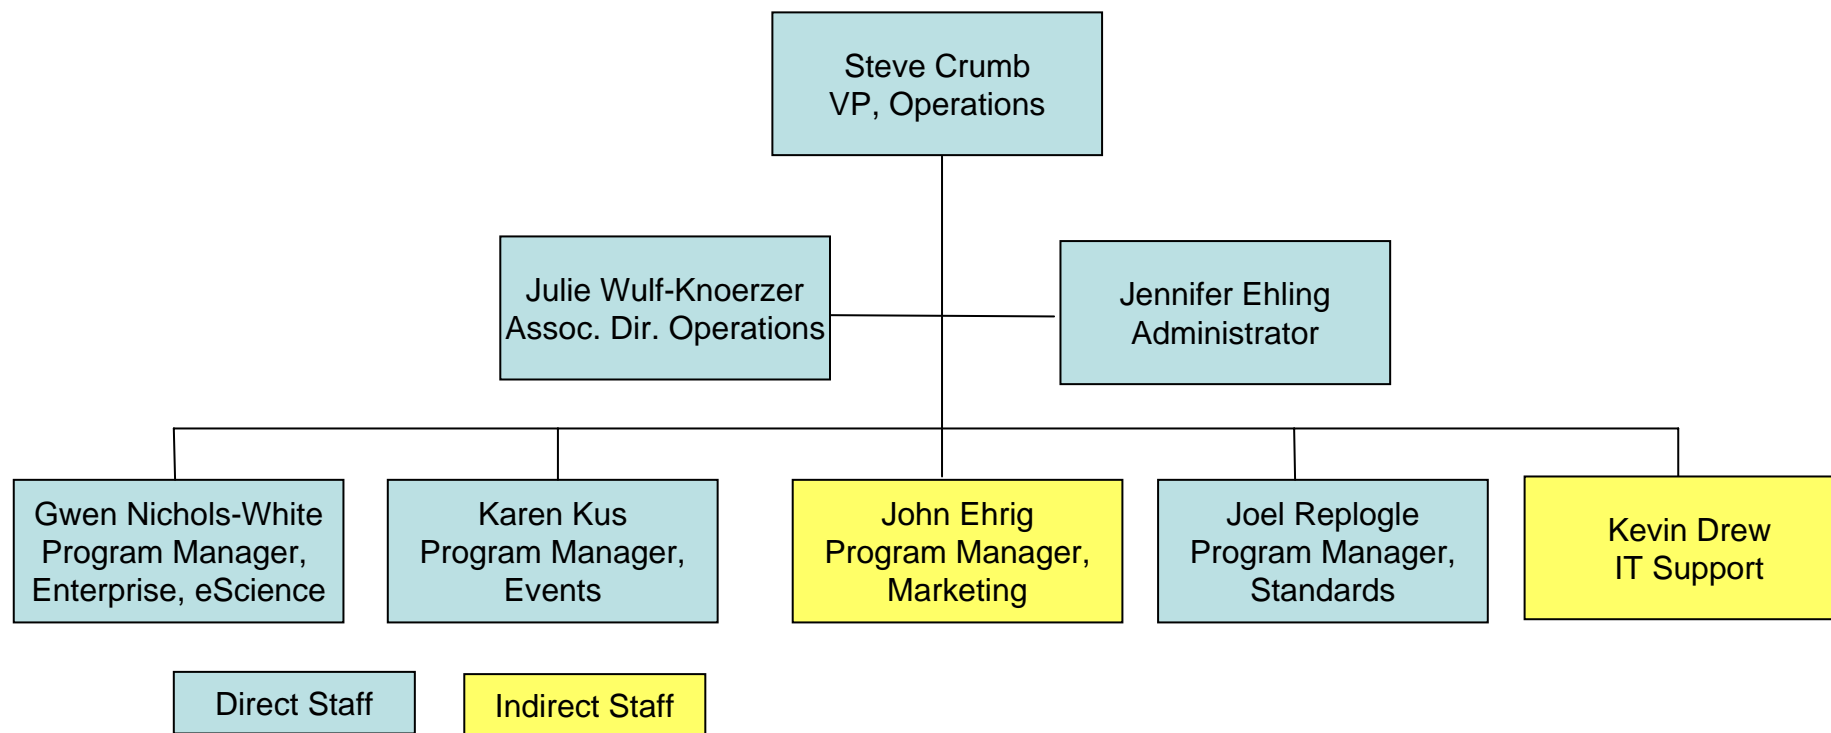 Steve Crumb
VP, Operations
Julie Wulf-Knoerzer
Assoc. Dir. Operations
Jennifer Ehling
Administrator
Gwen Nichols-White
Program Manager,
Enterprise, eScience
Karen Kus
Program Manager,
Events
John Ehrig
Program Manager,
Marketing
Joel Replogle
Program Manager,
Standards
Kevin Drew
IT Support
Direct Staff
Indirect Staff